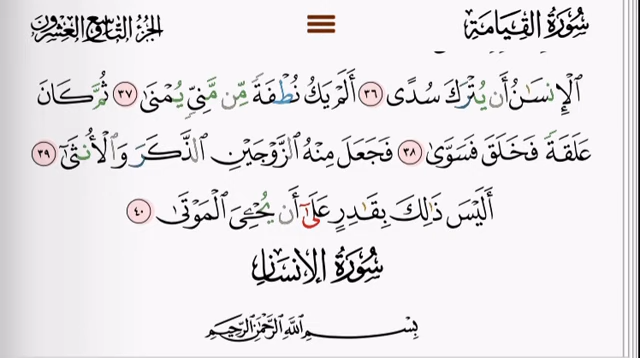 سُورَةُ القِيَامَةِ
الجُزْءُ التَّاسِعُ وَالعِشْرُونَ
ٱلْإِنسَـٰنُ أَن يُتْرَكَ سُدًى ٣٦ أَلَمْ يَكُ نُطْفَةً مِّن مَّنِىٍّ يُمْنَىٰ ٣٧ ثُمَّ كَانَ
عَلَقَةً فَخَلَقَ فَسَوَّىٰ ٣٨ فَجَعَلَ مِنْهُ ٱلزَّوْجَيْنِ ٱلذَّكَرَ وَٱلْأُنثَىٰٓ ٣٩
أَلَيْسَ ذَٰلِكَ بِقَـٰدِرٍ عَلَىٰٓ أَن يُحْـِۧىَ ٱلْمَوْتَىٰ ٤٠
سُورَةُ الإِنسَانِ
بِسْمِ ٱللَّهِ ٱلرَّحْمَـٰنِ ٱلرَّحِيمِ